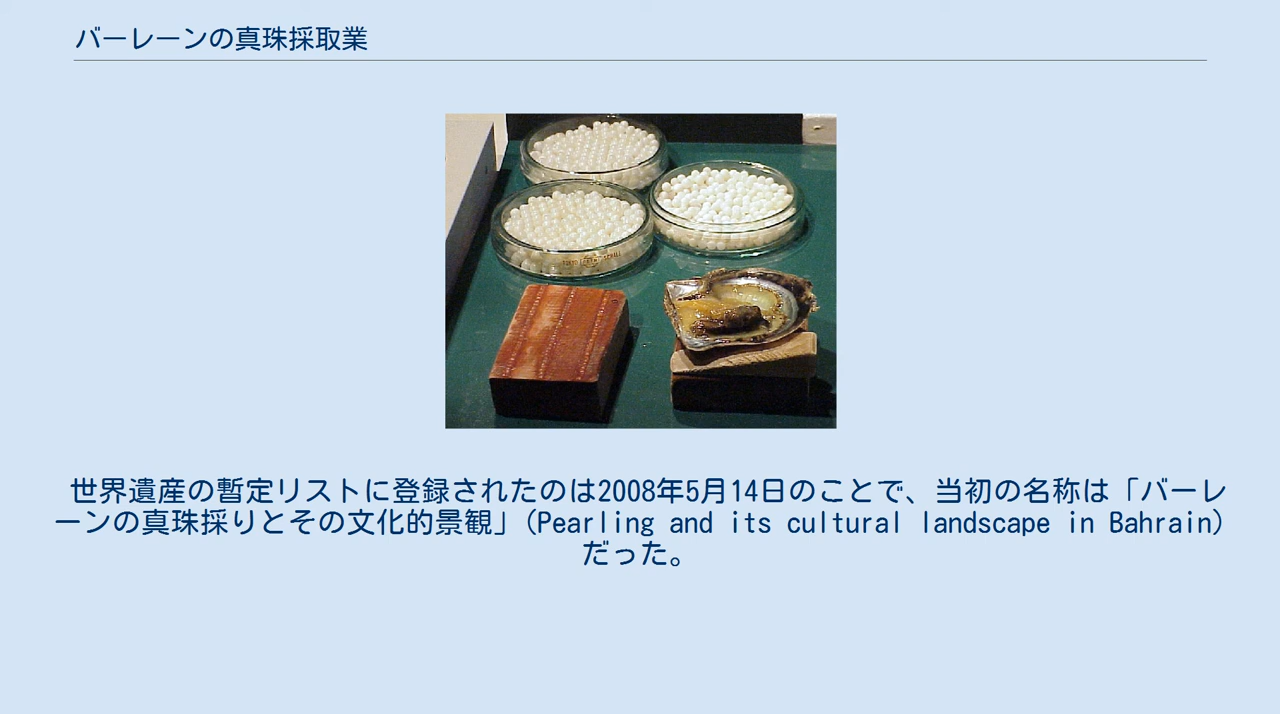 バーレーンの真珠採取業
世界遺産の暫定リストに登録されたのは2008年5月14日のことで、当初の名称は「バーレ
ーンの真珠採りとその文化的景観」(Pearling and its cultural landscape in Bahrain)
だった。